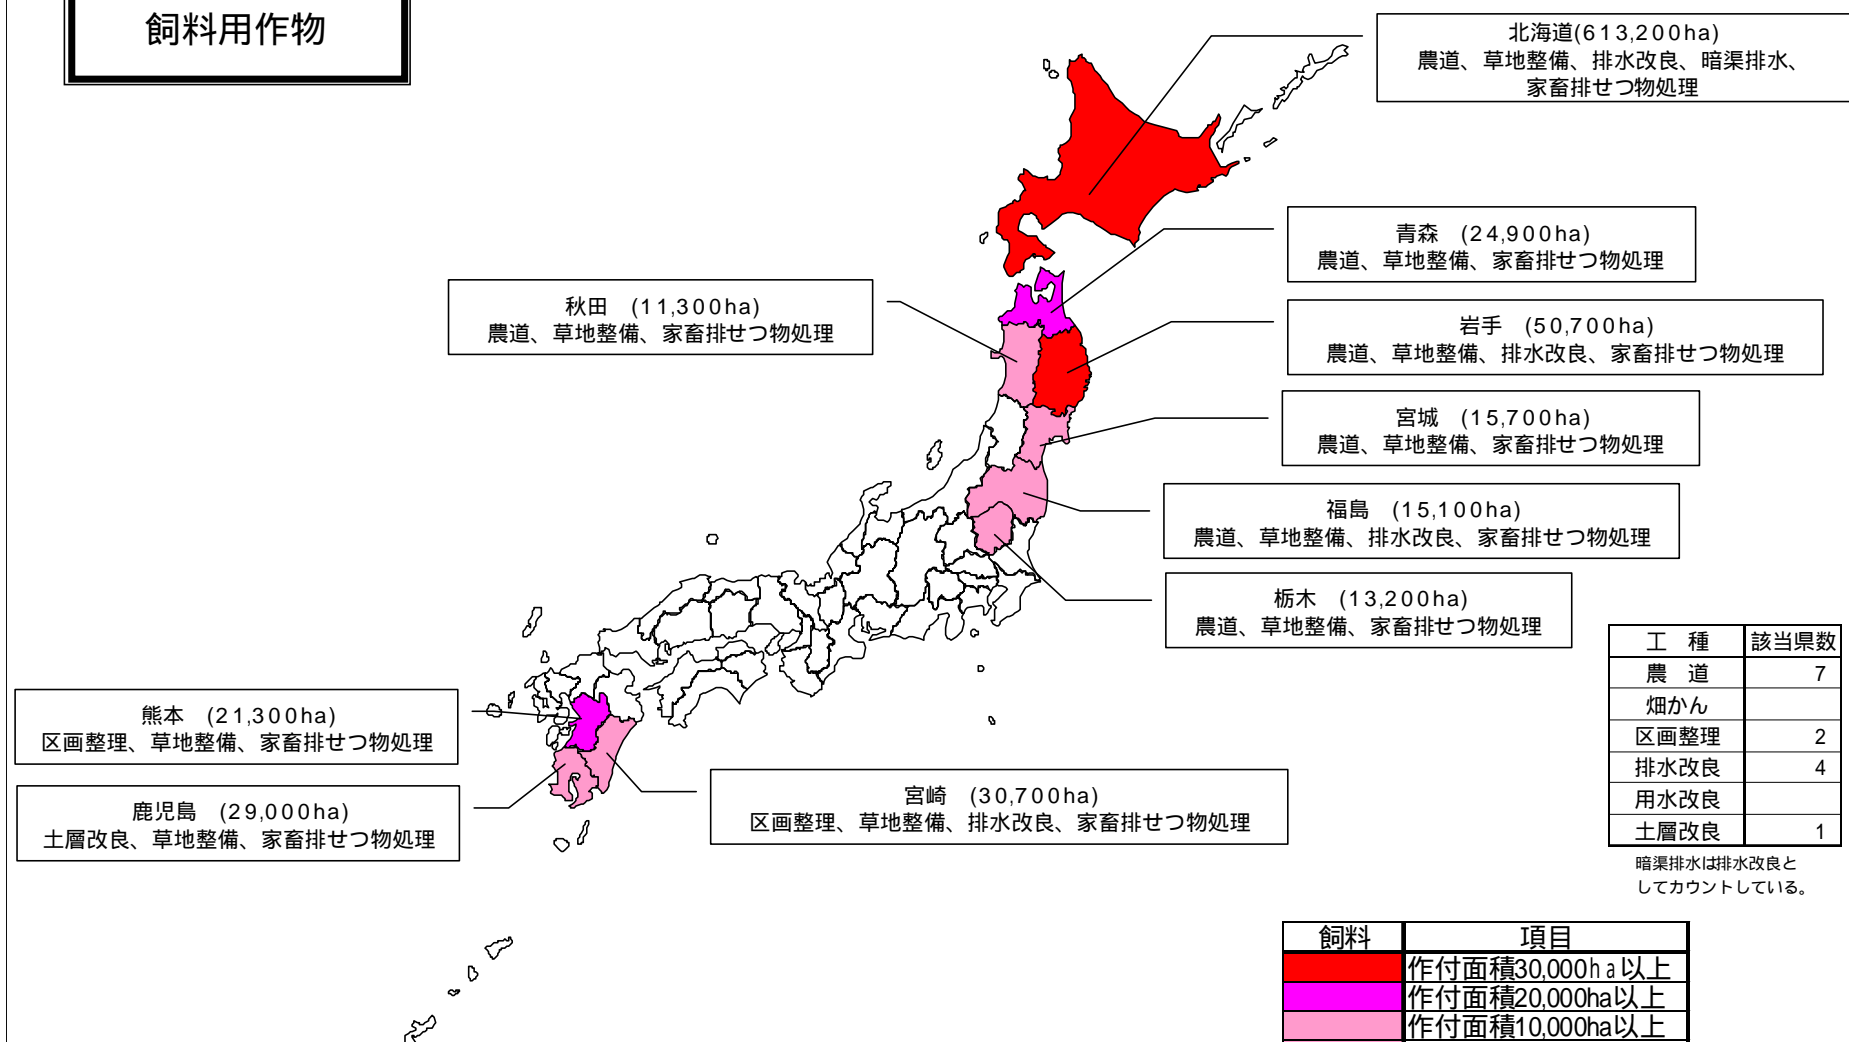 飼料用作物
北海道(613,200ha)
農道、草地整備、排水改良、暗渠排水、
家畜排せつ物処理
青森　(24,900ha)
農道、草地整備、家畜排せつ物処理
秋田　(11,300ha)
農道、草地整備、家畜排せつ物処理
岩手　(50,700ha)
農道、草地整備、排水改良、家畜排せつ物処理
宮城　(15,700ha)
農道、草地整備、家畜排せつ物処理
福島　(15,100ha)
農道、草地整備、排水改良、家畜排せつ物処理
栃木　(13,200ha)
農道、草地整備、家畜排せつ物処理
熊本　(21,300ha)
区画整理、草地整備、家畜排せつ物処理
鹿児島　(29,000ha)
土層改良、草地整備、家畜排せつ物処理
宮崎　(30,700ha)
区画整理、草地整備、排水改良、家畜排せつ物処理
工　種　該当県数
農　道　7
畑かん
区画整理　2
排水改良　4
用水改良
土層改良　1
暗渠排水は排水改良と
してカウントしている。
飼料　項目
作付面積30,000ha以上
作付面積20,000ha以上
作付面積10,000ha以上